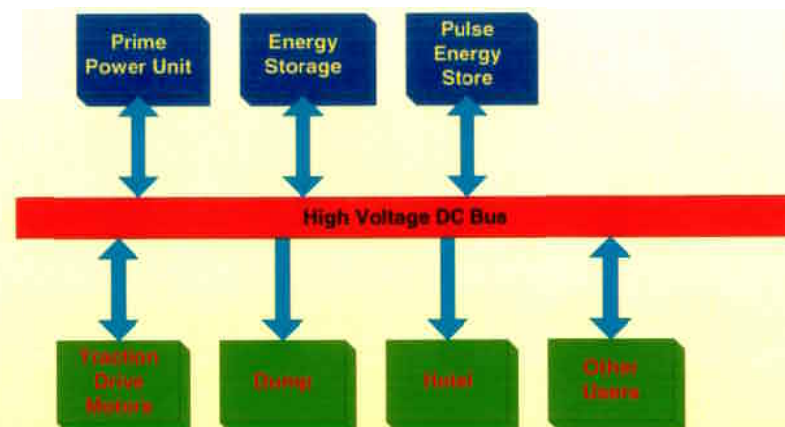 Prime
Power Unit
Energy
Storage
Pulse
Energy
Store
High Voltage DC Bus
Traction
Drive
Motors
Dump
Hotel
Other
Users